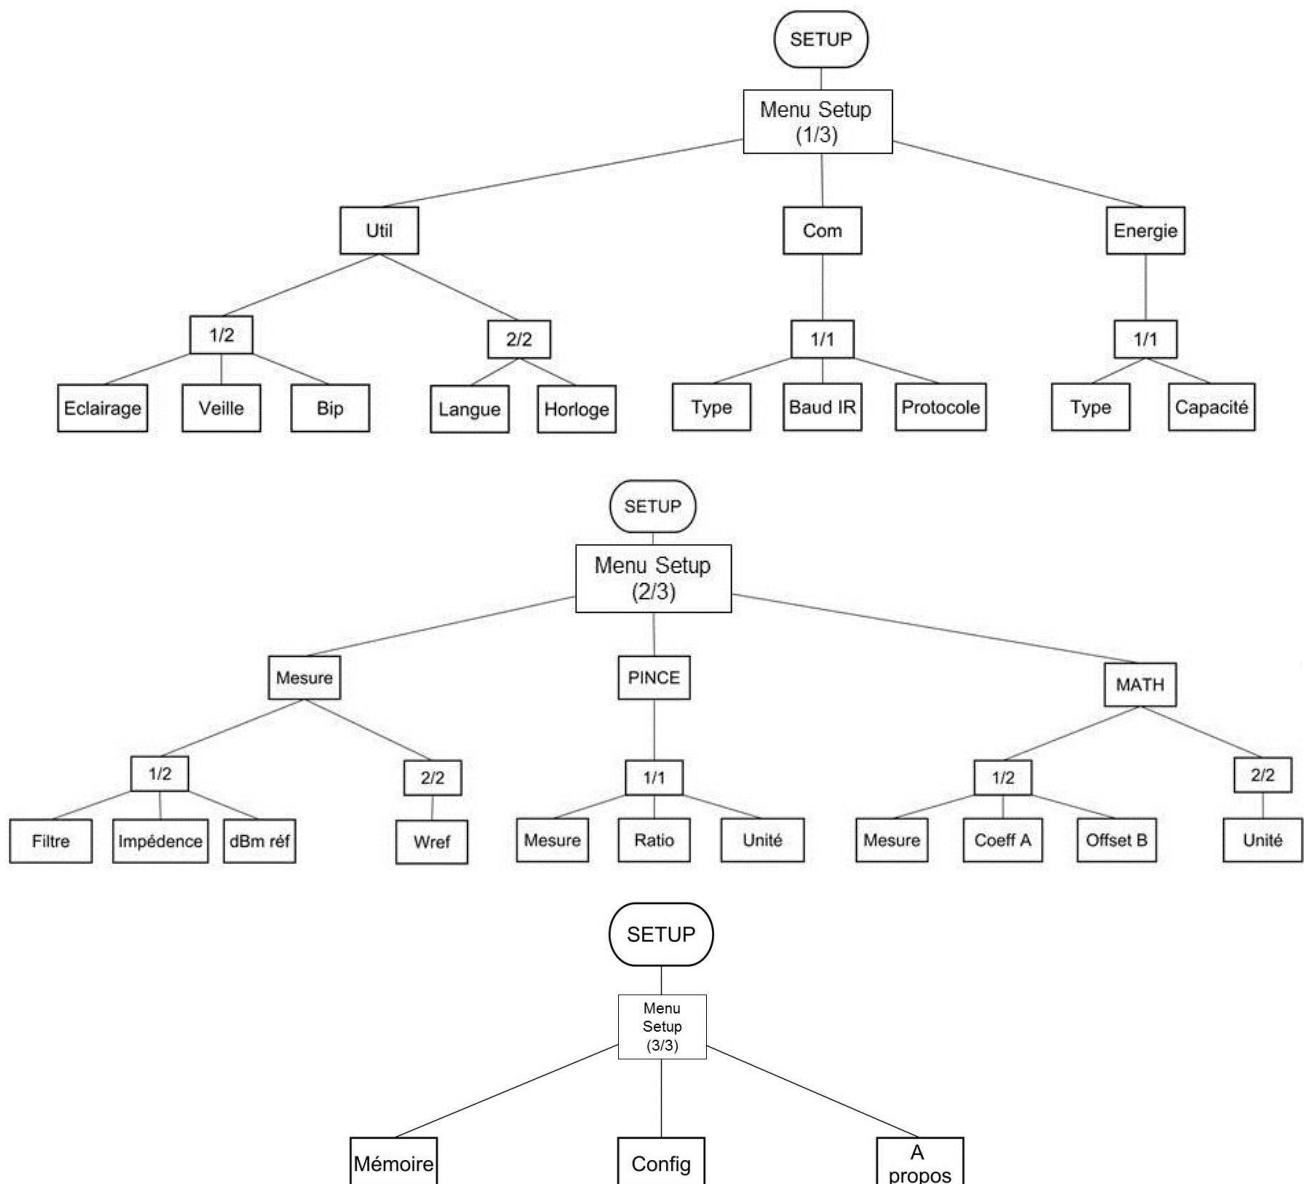 SETUP
Menu Setup
(1/3)
Util
Com
Energie
1/2
2/2
1/1
1/1
Eclairage
Veille
Bip
Langue
Horloge
Type
Baud IR
Protocole
Type
Capacité
SETUP
Menu Setup
(2/3)
Mesure
PINCE
MATH
1/2
2/2
1/1
1/2
2/2
Filtre
Impédence
dBm réf
Wref
Mesure
Ratio
Unité
Mesure
Coeff A
Offset B
Unité
SETUP
Menu
Setup
(3/3)
Mémoire
Config
A
propos